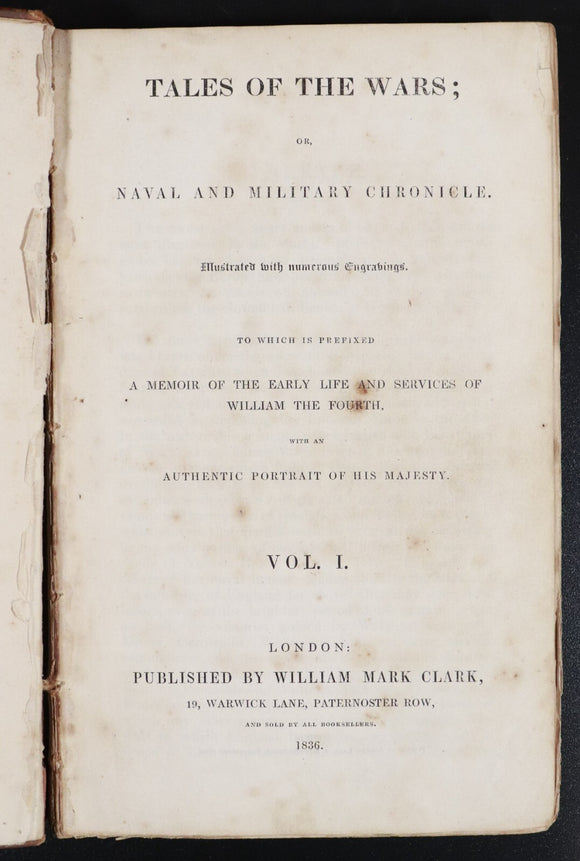 TALES OF THE WARS;
OR,
NAVAL AND MILITARY CHRONICLE.
Illustrated with numerous Engravings.
TO WHICH IS PREFIXED
A MEMOIR OF THE EARLY LIFE AND SERVICES OF
WILLIAM THE FOURTH,
WITH AN
AUTHENTIC PORTRAIT OF HIS MAJESTY.
VOL. I.
LONDON:
PUBLISHED BY WILLIAM MARK CLARK,
19, WARWICK LANE, PATERNOSTER ROW,
AND SOLD BY ALL BOOKSELLERS.
1836.